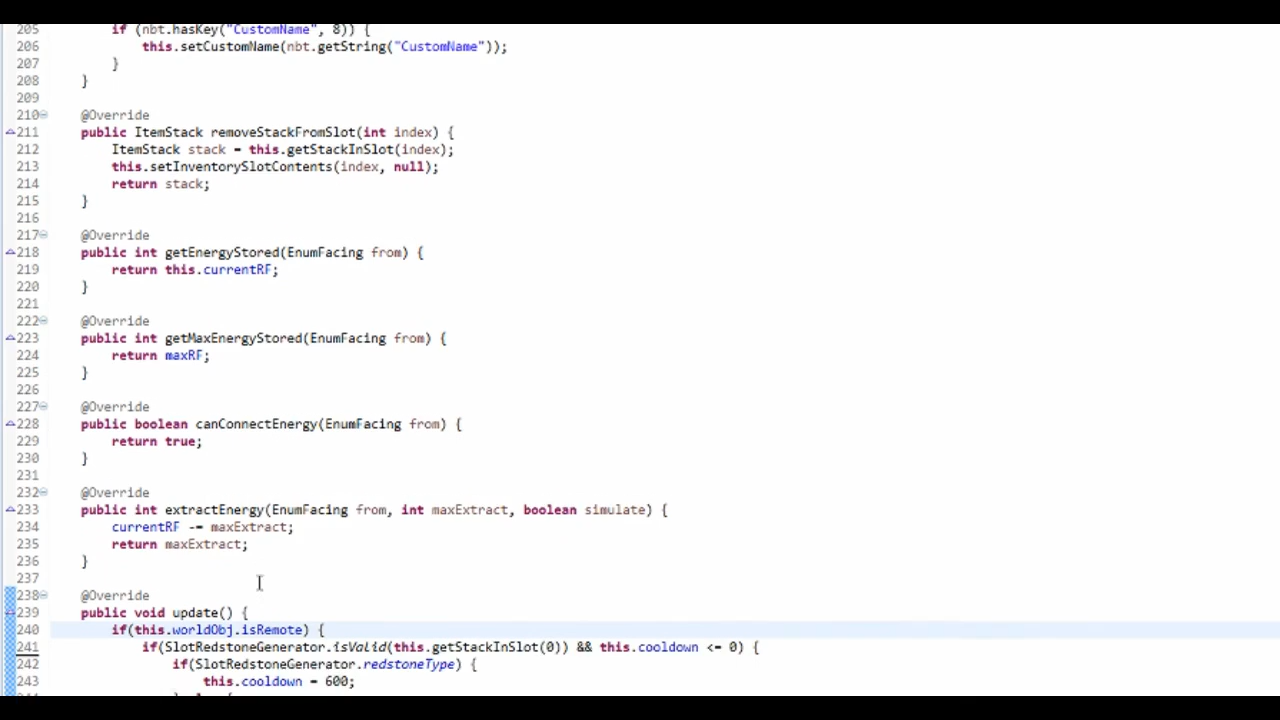 205 if (nbt.hasKey("CustomName", 8)) {
206 this.setCustomName(nbt.getString("CustomName"));
207 }
208 }
209
210 @Override
211 public ItemStack removeStackFromSlot(int index) {
212 ItemStack stack = this.getStackInSlot(index);
213 this.setInventorySlotContents(index, null);
214 return stack;
215 }
216
217 @Override
218 public int getEnergyStored(EnumFacing from) {
219 return this.currentRF;
220 }
221
222 @Override
223 public int getMaxEnergyStored(EnumFacing from) {
224 return maxRF;
225 }
226
227 @Override
228 public boolean canConnectEnergy(EnumFacing from) {
229 return true;
230 }
231
232 @Override
233 public int extractEnergy(EnumFacing from, int maxExtract, boolean simulate) {
234 currentRF -= maxExtract;
235 return maxExtract;
236 }
237
238 @Override
239 public void update() {
240 if(this.worldObj.isRemote) {
241 if(SlotRedstoneGenerator.isValid(this.getStackInSlot(0)) && this.cooldown <= 0) {
242 if(SlotRedstoneGenerator.redstoneType) {
243 this.cooldown = 600;